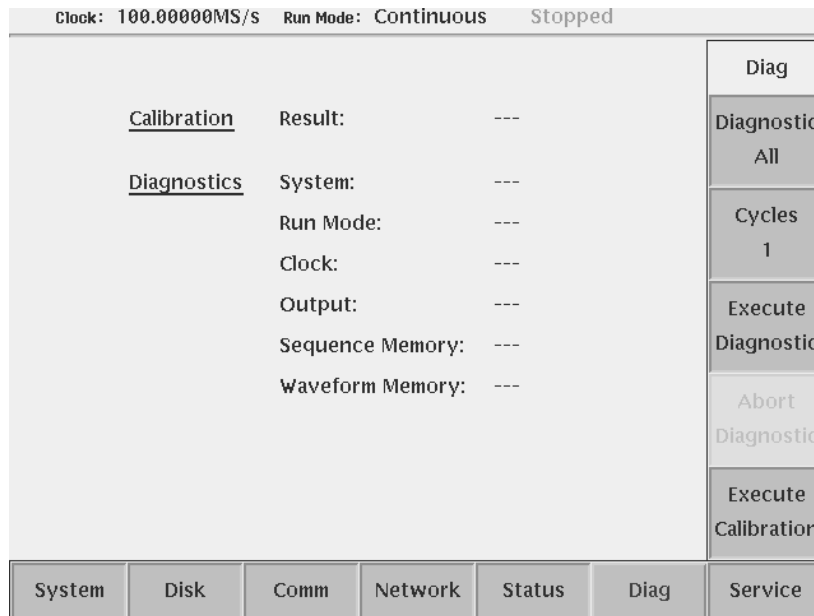 Clock: 100.00000MS/s Run Mode: Continuous Stopped
Diag
Calibration Result: ---
Diagnostic
All
Diagnostics System: ---
Run Mode: ---
Cycles
1
Clock: ---
Output: ---
Execute
Diagnostic
Sequence Memory: ---
Waveform Memory: ---
Abort
Diagnostic
Execute
Calibration
System Disk Comm Network Status Diag Service